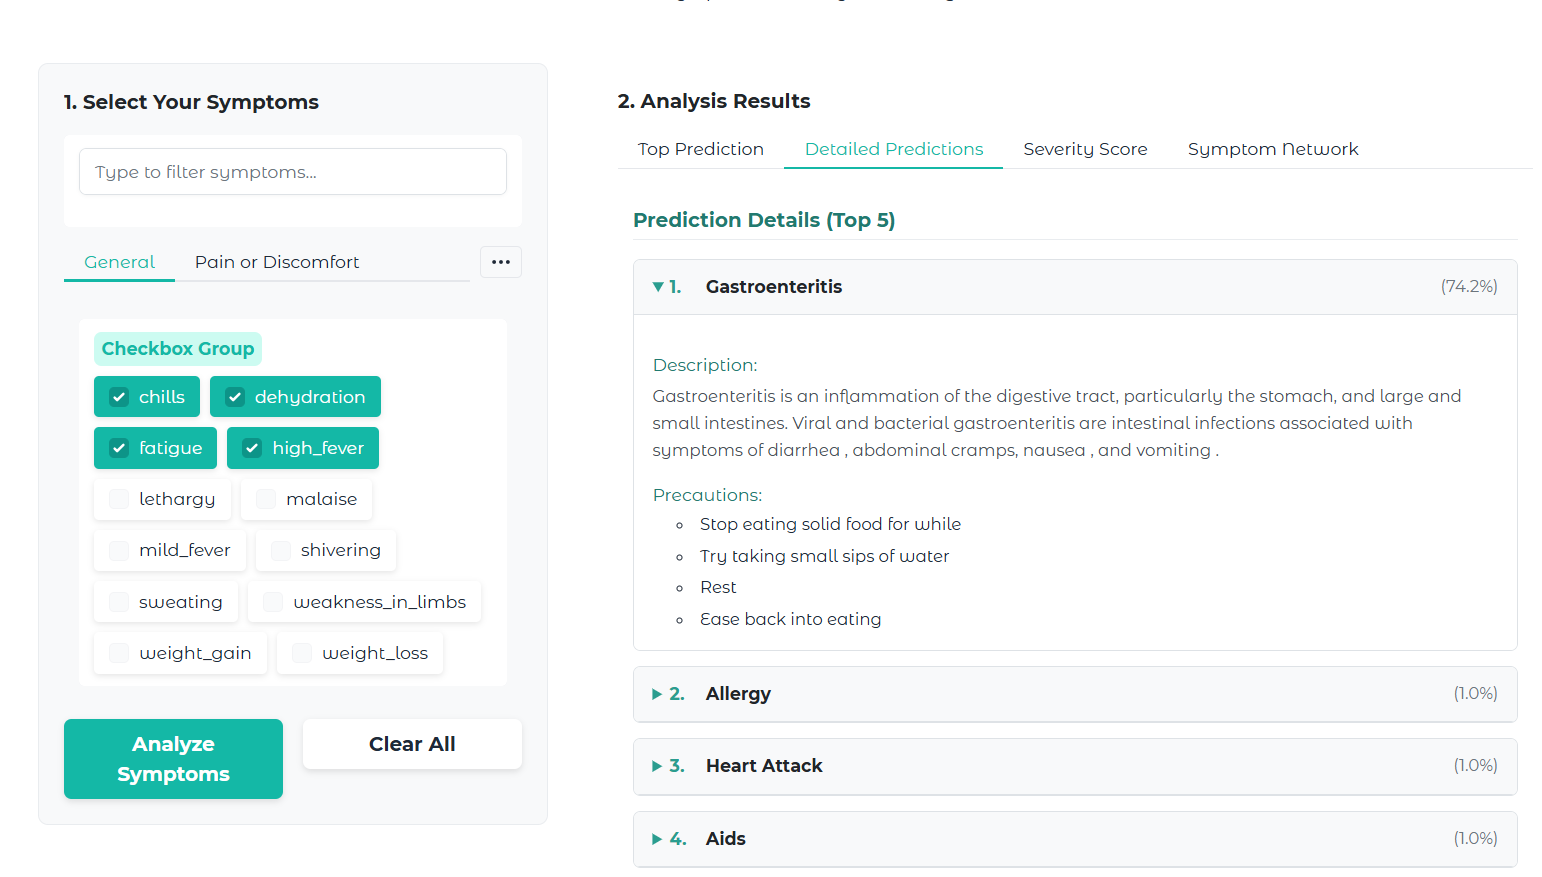 1. Select Your Symptoms
Type to filter symptoms...
General
Pain or Discomfort
Checkbox Group
chills
dehydration
fatigue
high_fever
lethargy
malaise
mild_fever
shivering
sweating
weakness_in_limbs
weight_gain
weight_loss
Analyze
Symptoms
Clear All
2. Analysis Results
Top Prediction
Detailed Predictions
Severity Score
Symptom Network
Prediction Details (Top 5)
1. Gastroenteritis (74.2%)
Description:
Gastroenteritis is an inflammation of the digestive tract, particularly the stomach, and large and
small intestines. Viral and bacterial gastroenteritis are intestinal infections associated with
symptoms of diarrhea , abdominal cramps, nausea , and vomiting .
Precautions:
Stop eating solid food for while
Try taking small sips of water
Rest
Ease back into eating
2. Allergy (1.0%)
3. Heart Attack (1.0%)
4. Aids (1.0%)